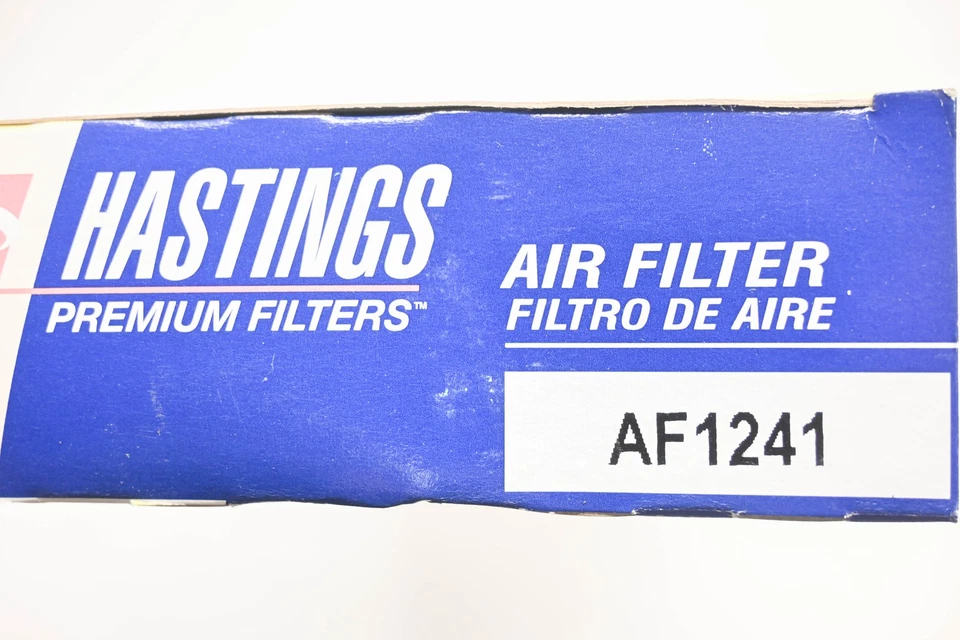 HASTINGS
PREMIUM FILTERS™
AIR FILTER
FILTRO DE AIRE
AF1241